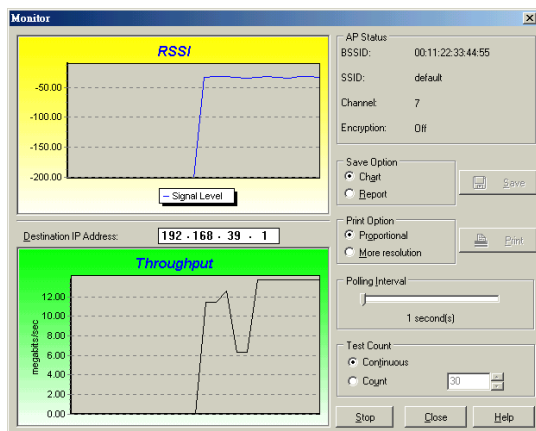 Monitor
RSSI
-50.00
-100.00
-150.00
-200.00
Signal Level
Destination IP Address: 192 . 168 . 39 . 1
Throughput
megabits/sec
12.00
10.00
8.00
6.00
4.00
2.00
0.00
AP Status
BSSID: 00:11:22:33:44:55
SSID: default
Channel: 7
Encryption: Off
Save Option
Chart
Report
Save
Print Option
Proportional
More resolution
Print
Polling Interval
1 second(s)
Test Count
Continuous
Count 30
Stop Close Help